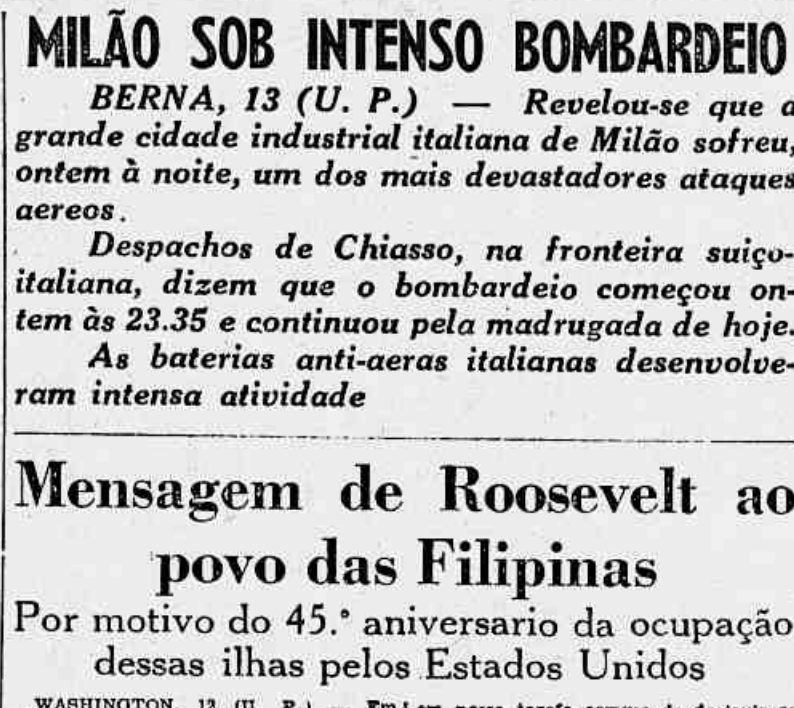 MILÃO SOB INTENSO BOMBARDEIO
BERNA, 13 (U. P.) — Revelou-se que a
grande cidade industrial italiana de Milão sofreu,
ontem à noite, um dos mais devastadores ataques
aereos.
Despachos de Chiasso, na fronteira suiço-
italiana, dizem que o bombardeio começou on-
tem às 23.35 e continuou pela madrugada de hoje.
As baterias anti-aeras italianas desenvolve-
ram intensa atividade
Mensagem de Roosevelt ao
povo das Filipinas
Por motivo do 45.º aniversario da ocupação
dessas ilhas pelos Estados Unidos
WASHINGTON, 13 (U. P.)